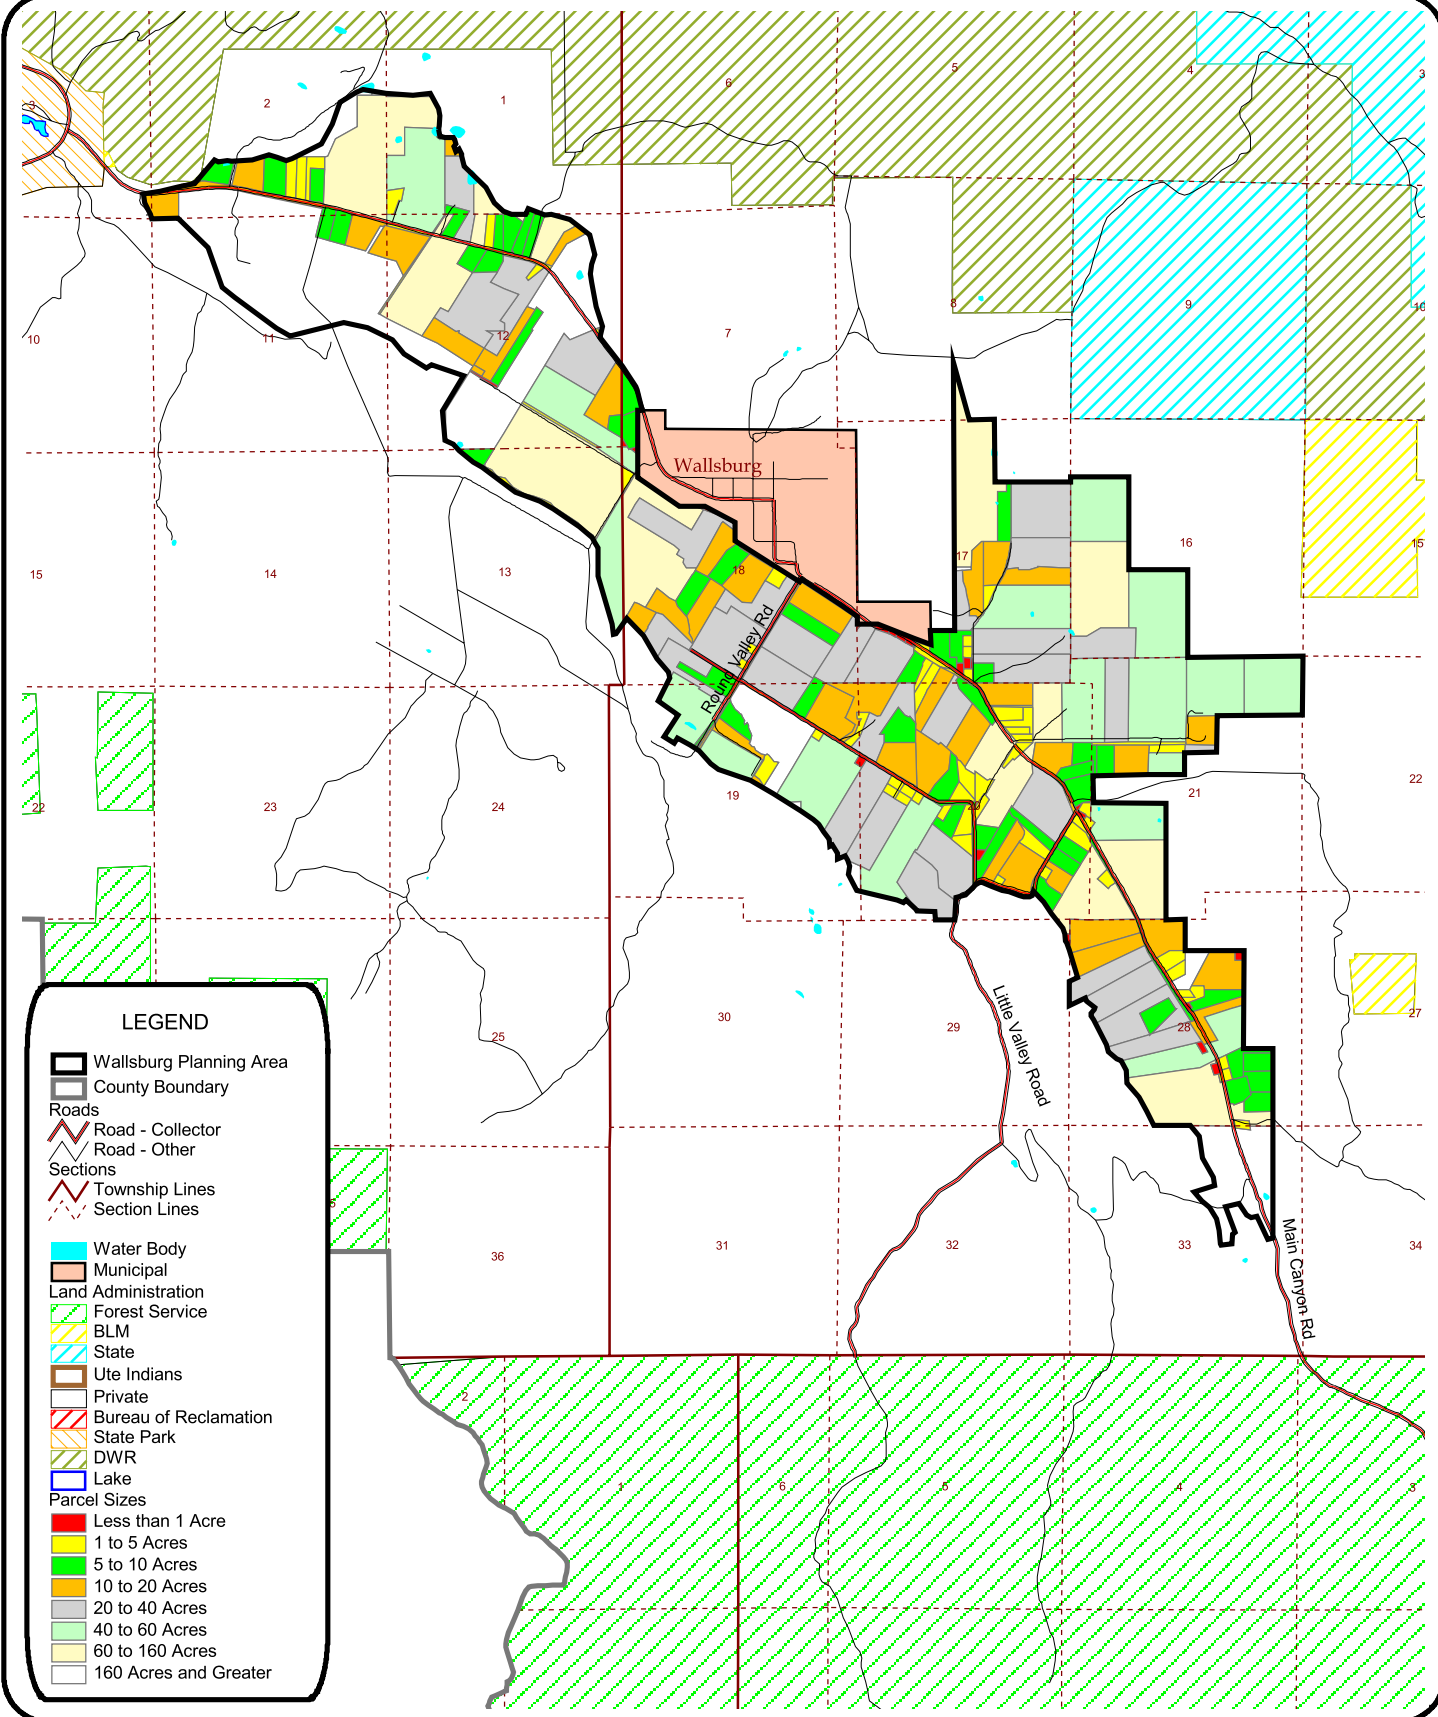 6
5
4
3
2
1
3
8
9
10
7
12
11
10
Wallsburg
17
16
15
18
13
14
15
Round Valley Rd
22
19
20
21
24
23
22
Little Valley Road
30
29
28
27
25
36
31
32
33
34
Main Canyon Rd
2
1
6
5
4
3
LEGEND
Wallsburg Planning Area
County Boundary
Roads
Road - Collector
Road - Other
Sections
Township Lines
Section Lines
Water Body
Municipal
Land Administration
Forest Service
BLM
State
Ute Indians
Private
Bureau of Reclamation
State Park
DWR
Lake
Parcel Sizes
Less than 1 Acre
1 to 5 Acres
5 to 10 Acres
10 to 20 Acres
20 to 40 Acres
40 to 60 Acres
60 to 160 Acres
160 Acres and Greater